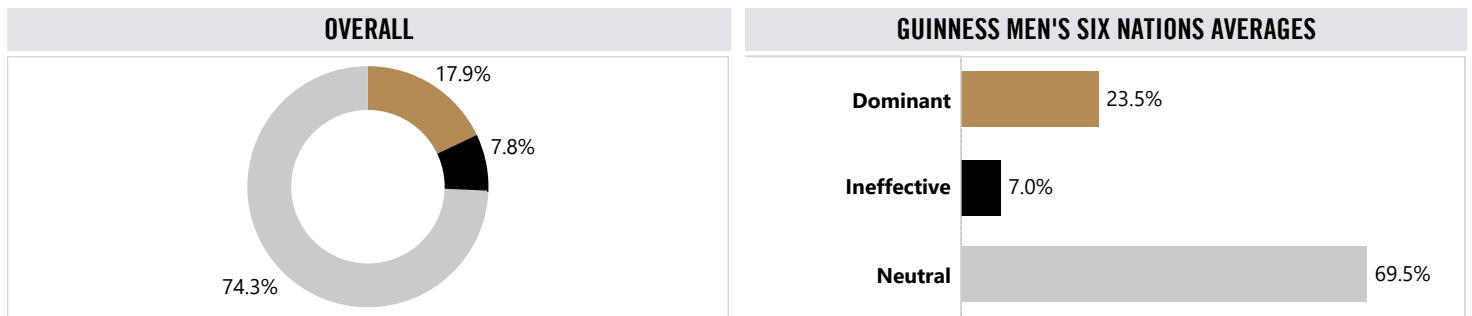 OVERALL
17.9%
7.8%
74.3%
GUINNESS MEN'S SIX NATIONS AVERAGES
Dominant 23.5%
Ineffective 7.0%
Neutral 69.5%